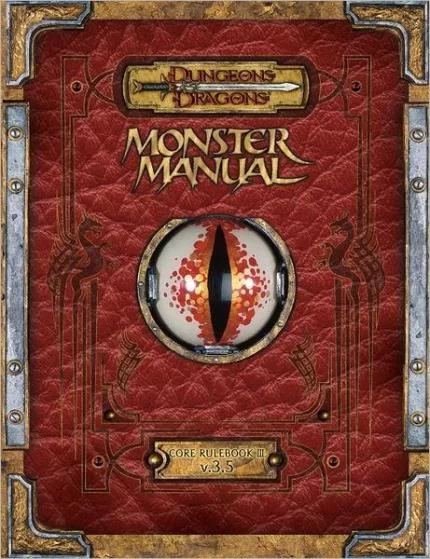 DUNGEONS
DRAGONS
MONSTER
MANUAL
CORE RULEBOOK III
v.3.5